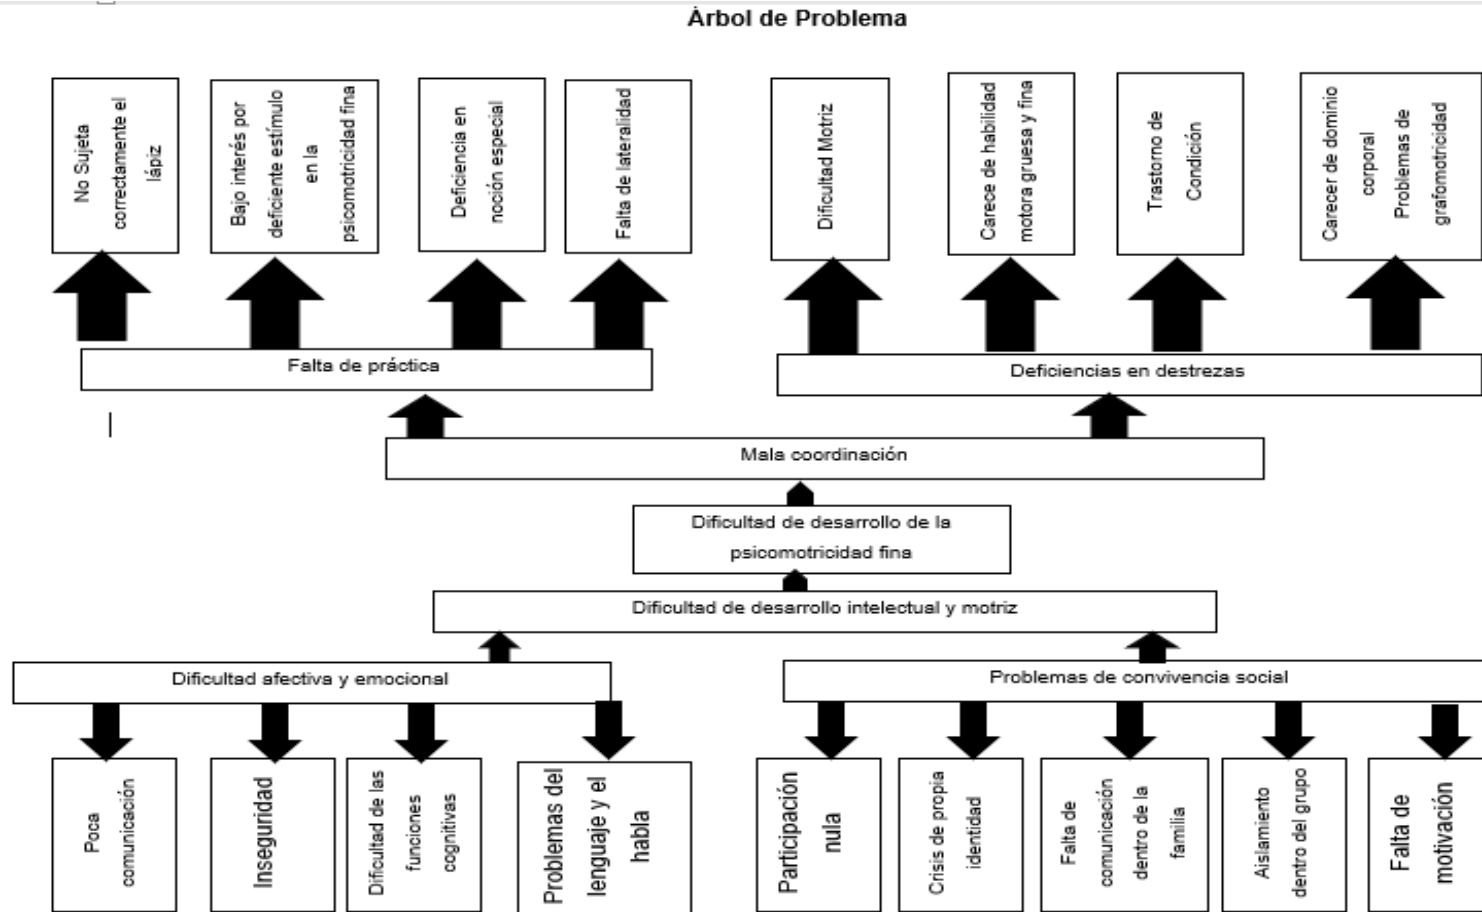 Árbol de Problema
No Sujeta
correctamente el
lápiz
Bajo interés por
deficiente estímulo
en la
psicomotricidad fina
Deficiencia en
noción especial
Falta de lateralidad
Dificultad Motriz
Carece de habilidad
motora gruesa y fina
Trastorno de
Condición
Carecer de dominio
corporal
Problemas de
grafomotricidad
Falta de práctica
Deficiencias en destrezas
Mala coordinación
Dificultad de desarrollo de la
psicomotricidad fina
Dificultad de desarrollo intelectual y motriz
Dificultad afectiva y emocional
Problemas de convivencia social
Poca
comunicación
Inseguridad
Dificultad de las
funciones
cognitivas
Problemas del
lenguaje y el
habla
Participación
nula
Crisis de propia
identidad
Falta de
comunicación
dentro de la
familia
Aislamiento
dentro del grupo
Falta de
motivación